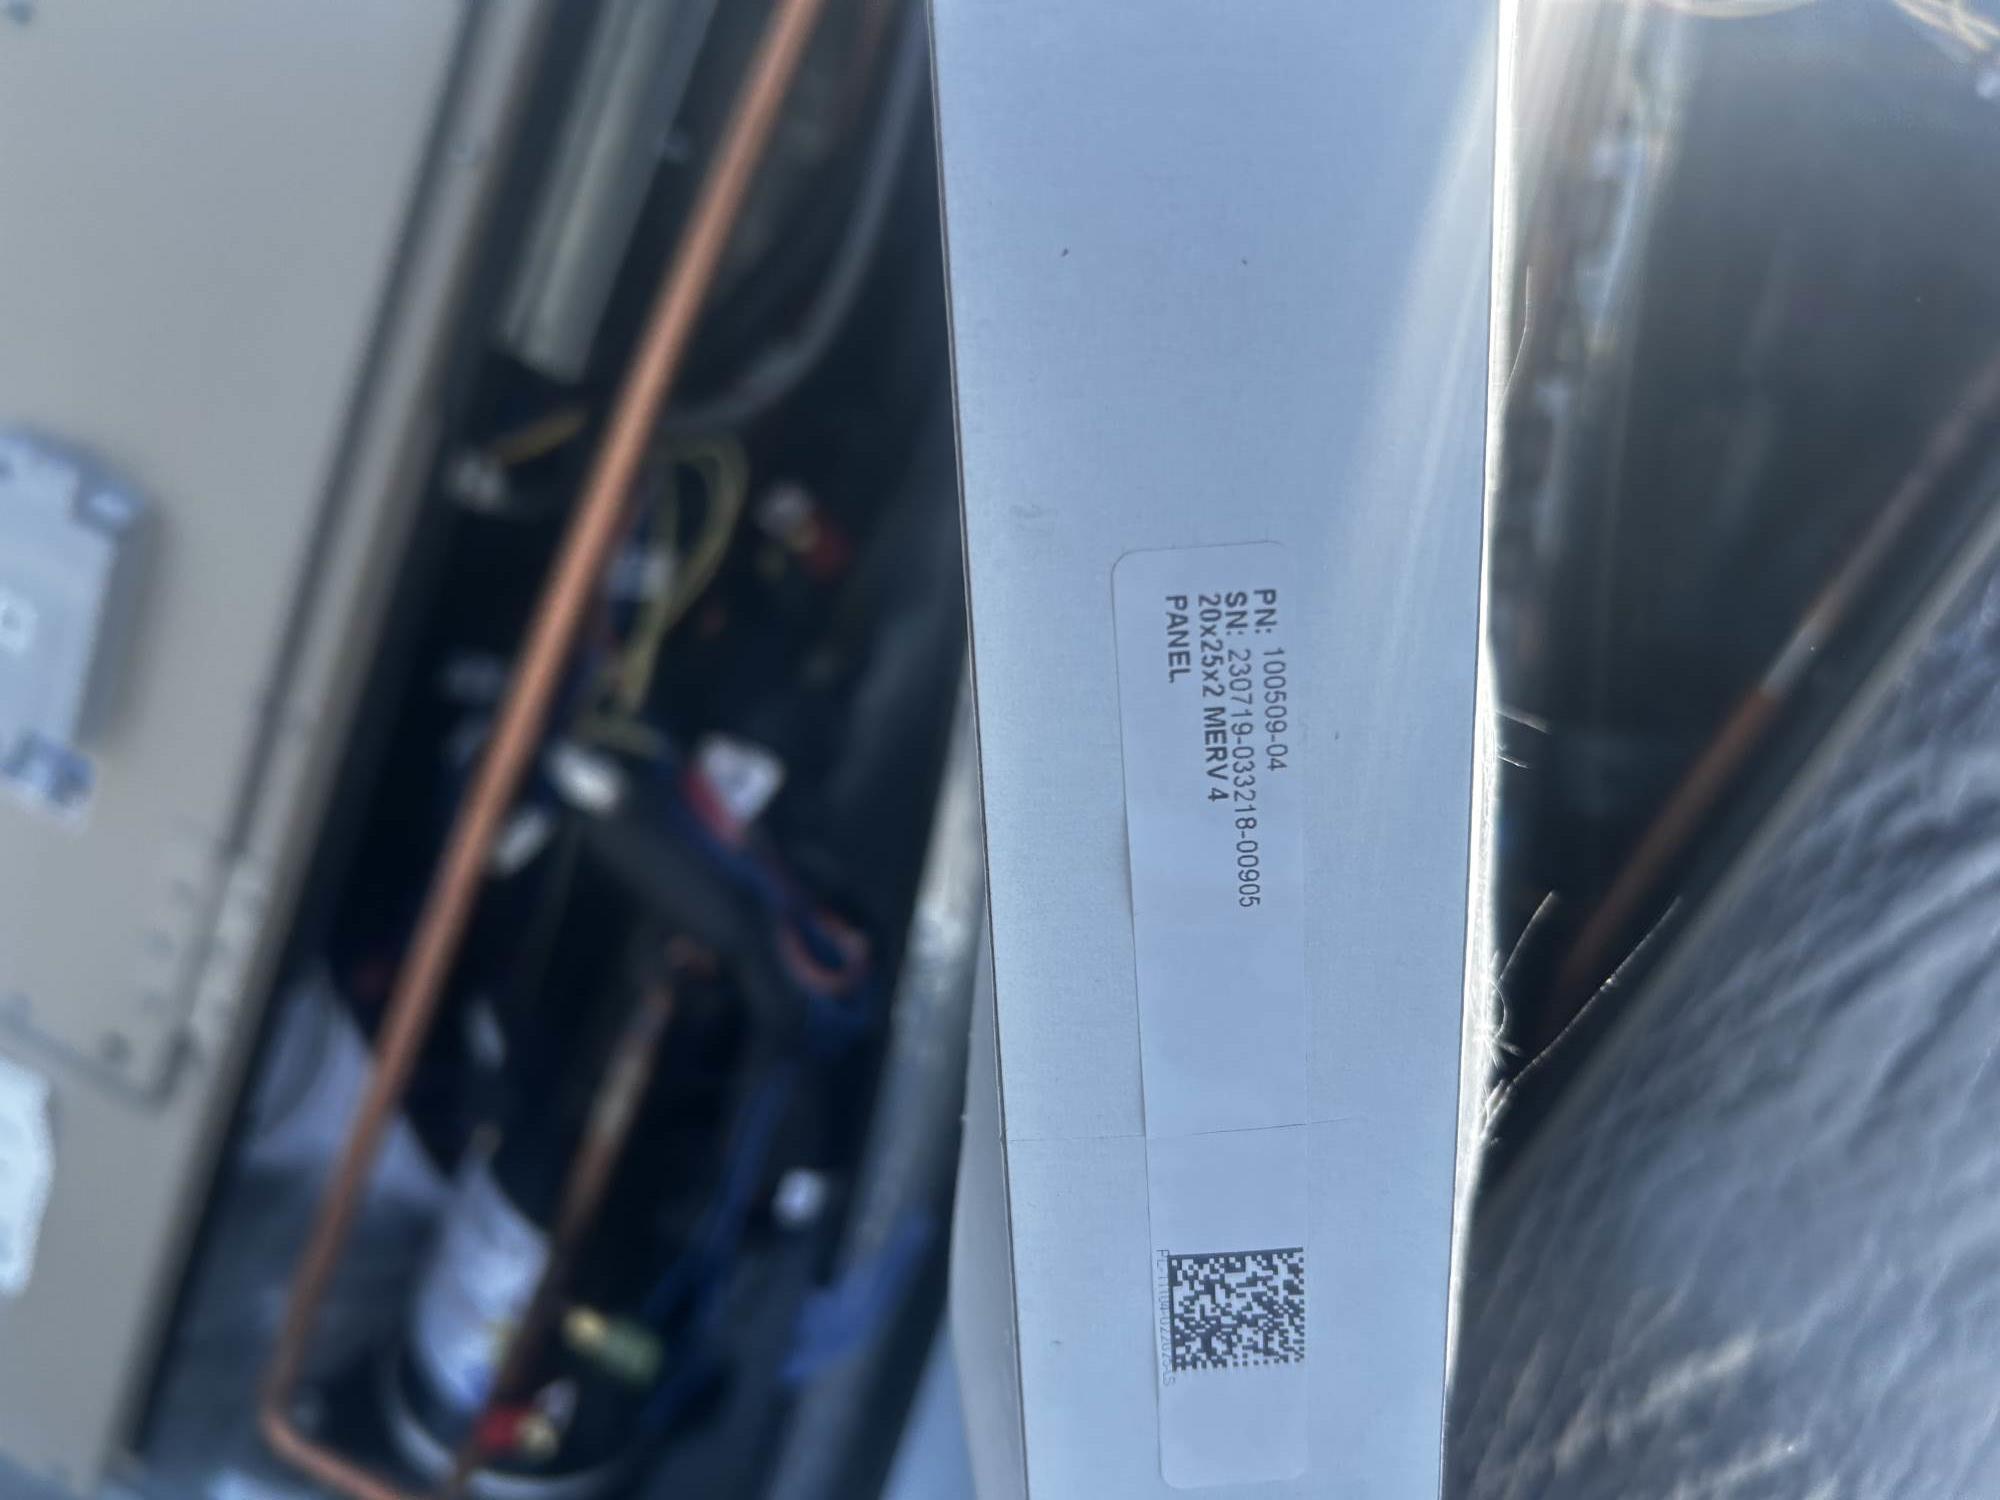 PN: 100509-04
SN: 230719-033218-00905
20x25x2 MERV 4
PANEL